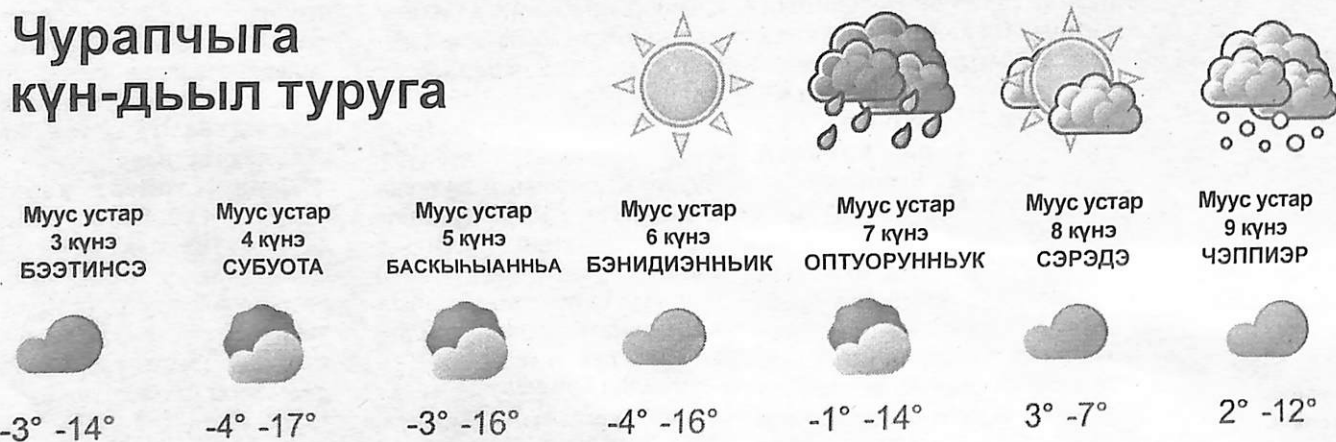 Чурапчыга
күн-дьыл туруга
Муус устар
3 күнэ
БЭЭТИНСЭ
Муус устар
4 күнэ
СУБУОТА
Муус устар
5 күнэ
БАСКЫҺЫАННЬА
Муус устар
6 күнэ
БЭНИДИЭННЬИК
Муус устар
7 күнэ
ОПТУОРУННЬУК
Муус устар
8 күнэ
СЭРЭДЭ
Муус устар
9 күнэ
ЧЭППИЭР
-3° -14°
-4° -17°
-3° -16°
-4° -16°
-1° -14°
3° -7°
2° -12°